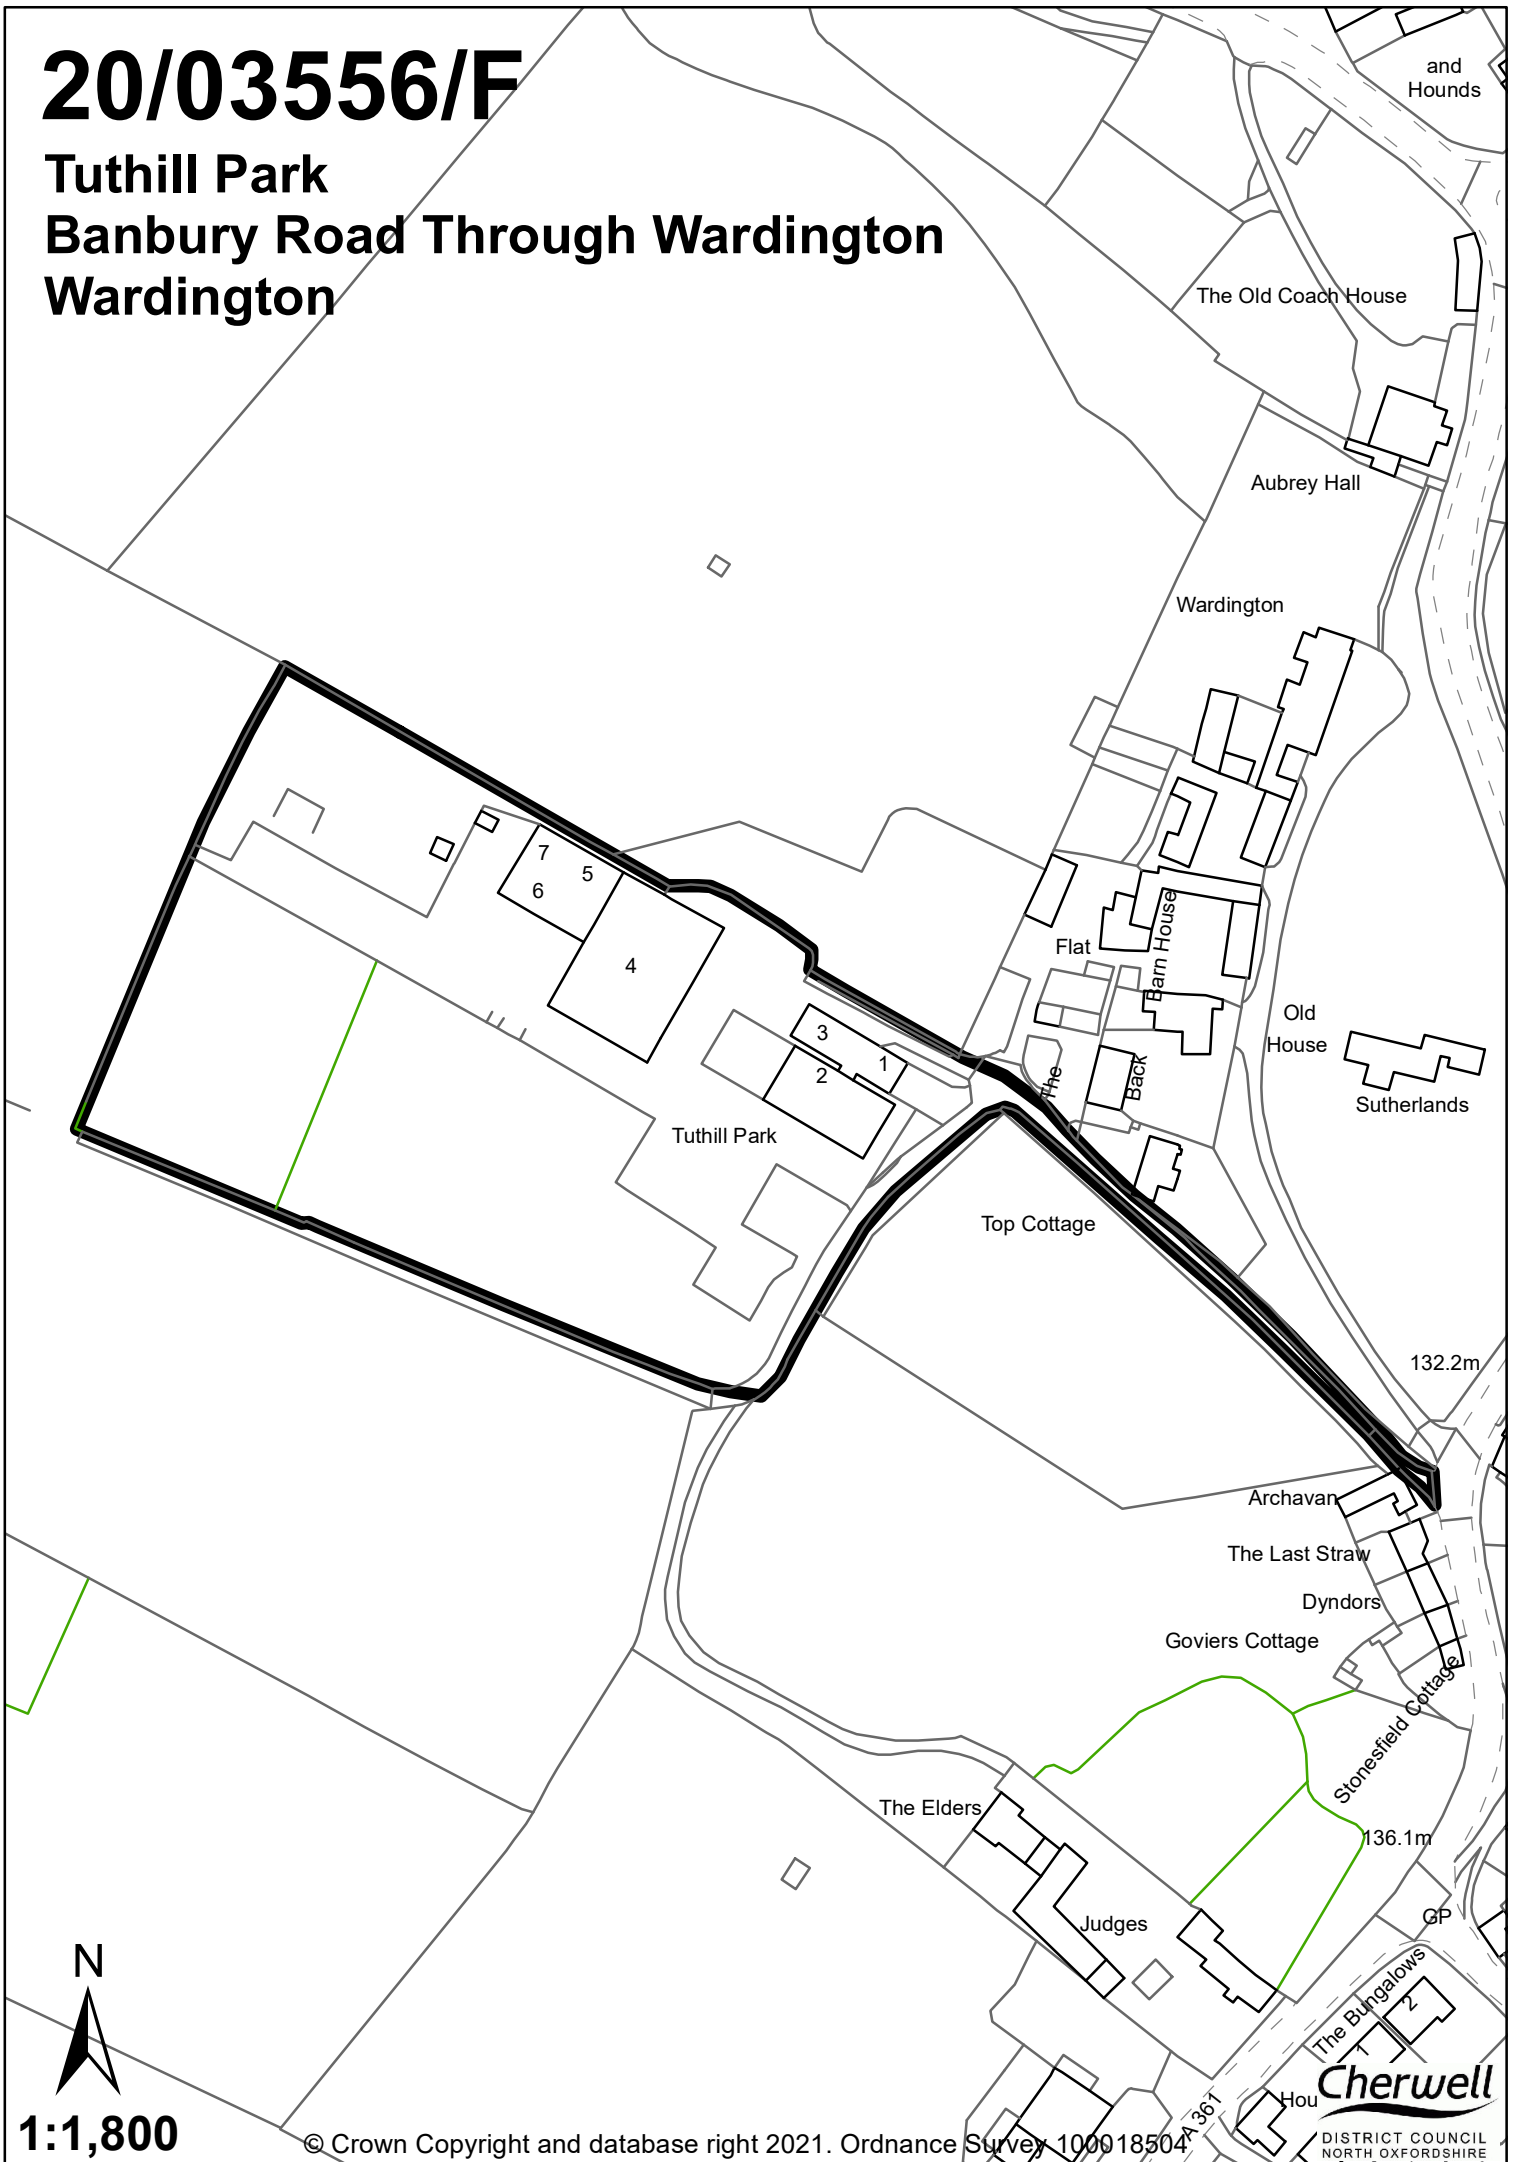 20/03556/F
Tuthill Park
Banbury Road Through Wardington
Wardington
and
Hounds
The Old Coach House
Aubrey Hall
Wardington
7
5
6
4
Flat
Barn House
3
1
2
The
Back
Old
House
Sutherlands
Tuthill Park
Top Cottage
132.2m
Archavan
The Last Straw
Dyndors
Goviers Cottage
Stonesfield Cottage
The Elders
136.1m
Judges
GP
The Bungalows
2
1
N
1:1,800
© Crown Copyright and database right 2021. Ordnance Survey 100018504
A 361
Hou
Cherwell
DISTRICT COUNCIL
NORTH OXFORDSHIRE